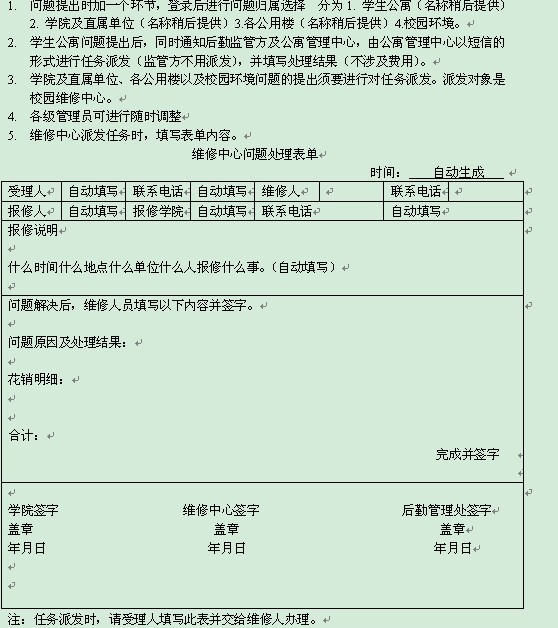 1. 问题提出时加一个环节，登录后进行问题归属选择 分为 1. 学生公寓（名称稍后提供）
2. 学院及直属单位（名称稍后提供）3.各公用楼（名称稍后提供）4.校园环境。
2. 学生公寓问题提出后，同时通知后勤监管方及公寓管理中心，由公寓管理中心以短信的
形式进行任务派发（监管方不用派发），并填写处理结果（不涉及费用）。
3. 学院及直属单位、各公用楼以及校园环境问题的提出须要进行对任务派发。派发对象是
校园维修中心。
4. 各级管理员可进行随时调整
5. 维修中心派发任务时，填写表单内容。
维修中心问题处理表单
时间： 自动生成
受理人 自动填写 联系电话 自动填写 维修人 联系电话
报修人 自动填写 报修学院 自动填写 联系电话 自动填写
报修说明
什么时间什么地点什么单位什么人报修什么事。（自动填写）
问题解决后，维修人员填写以下内容并签字。
问题原因及处理结果：
花销明细：
合计：
完成并签字
学院签字 维修中心签字 后勤管理处签字
盖章 盖章 盖章
年月日 年月日 年月日
注：任务派发时，请受理人填写此表并交给维修人办理。